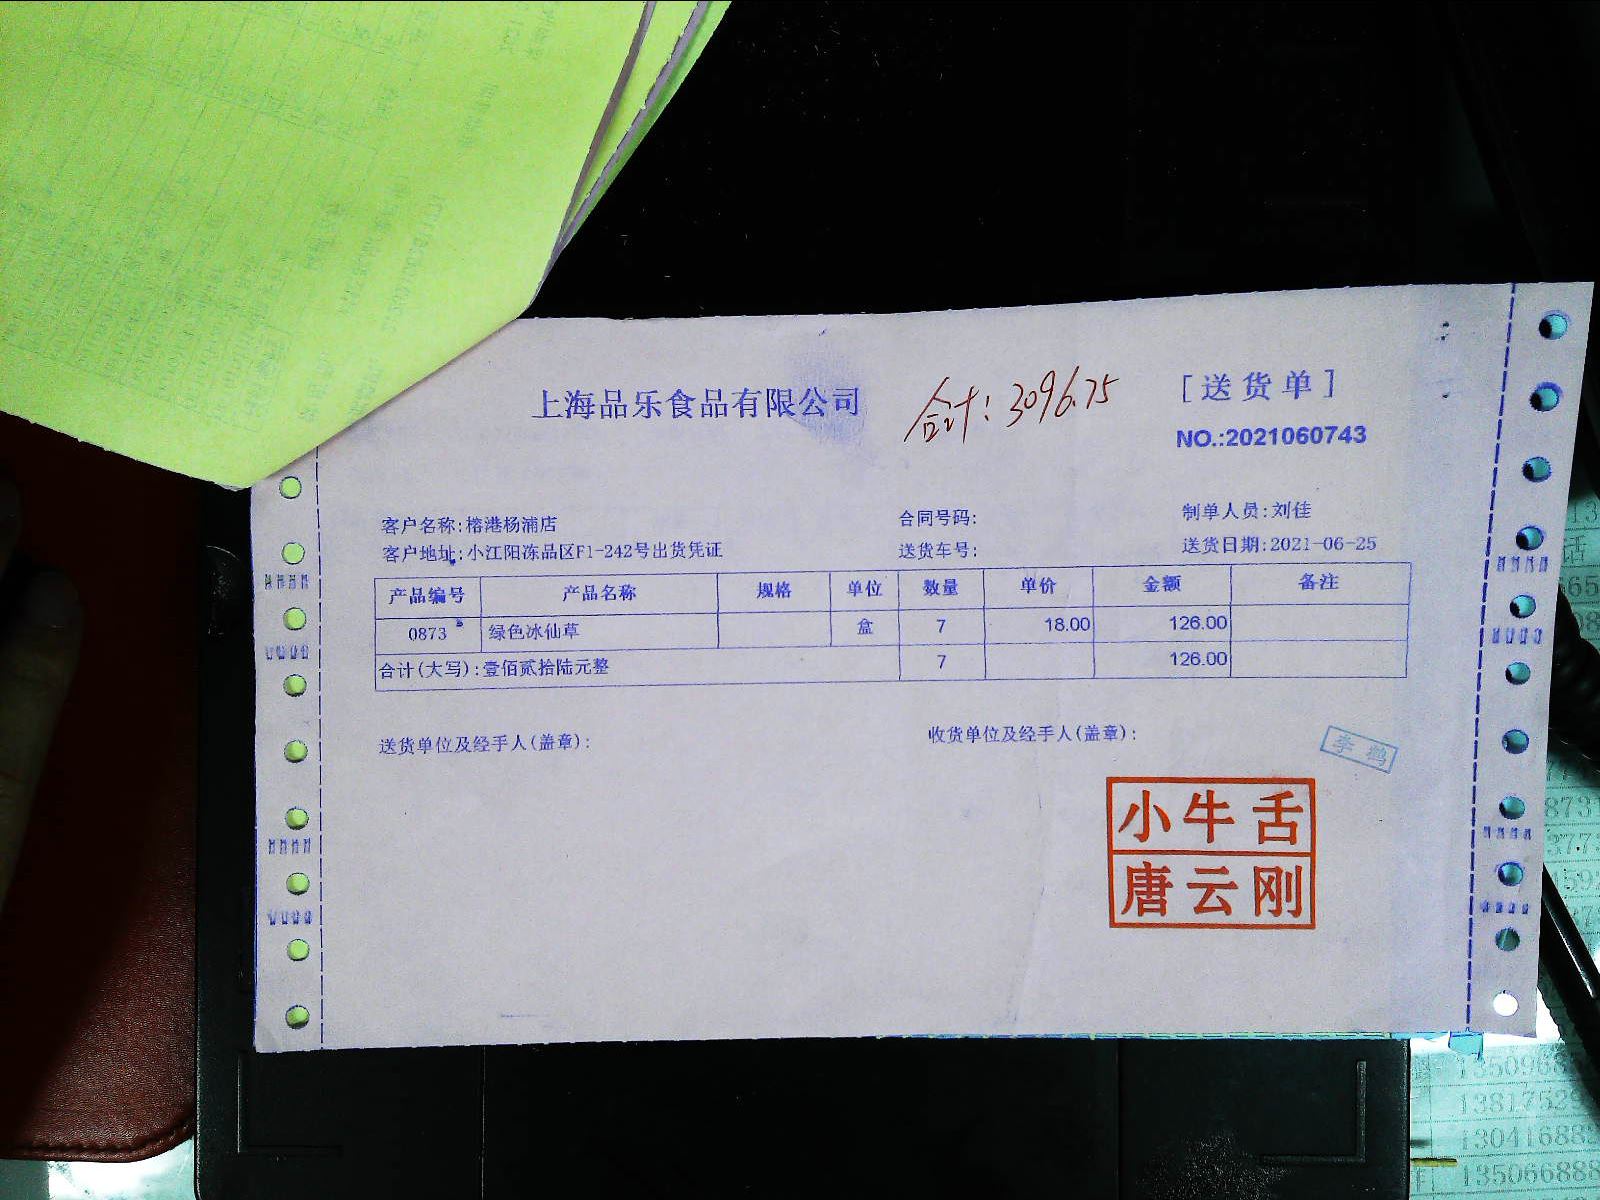 上海品乐食品有限公司
合计: 3096.75
[送货单]
NO.:2021060743
客户名称:榕港杨浦店
合同号码:
制单人员:刘佳
客户地址:小江阳冻品区F1-242号出货凭证
送货车号:
送货日期:2021-06-25
产品编号 产品名称 规格 单位 数量 单价 金额 备注
0873 绿色冰仙草 盒 7 18.00 126.00
合计(大写):壹佰贰拾陆元整 7 126.00
送货单位及经手人(盖章):
收货单位及经手人(盖章):
李鹤
小牛舌
唐云刚